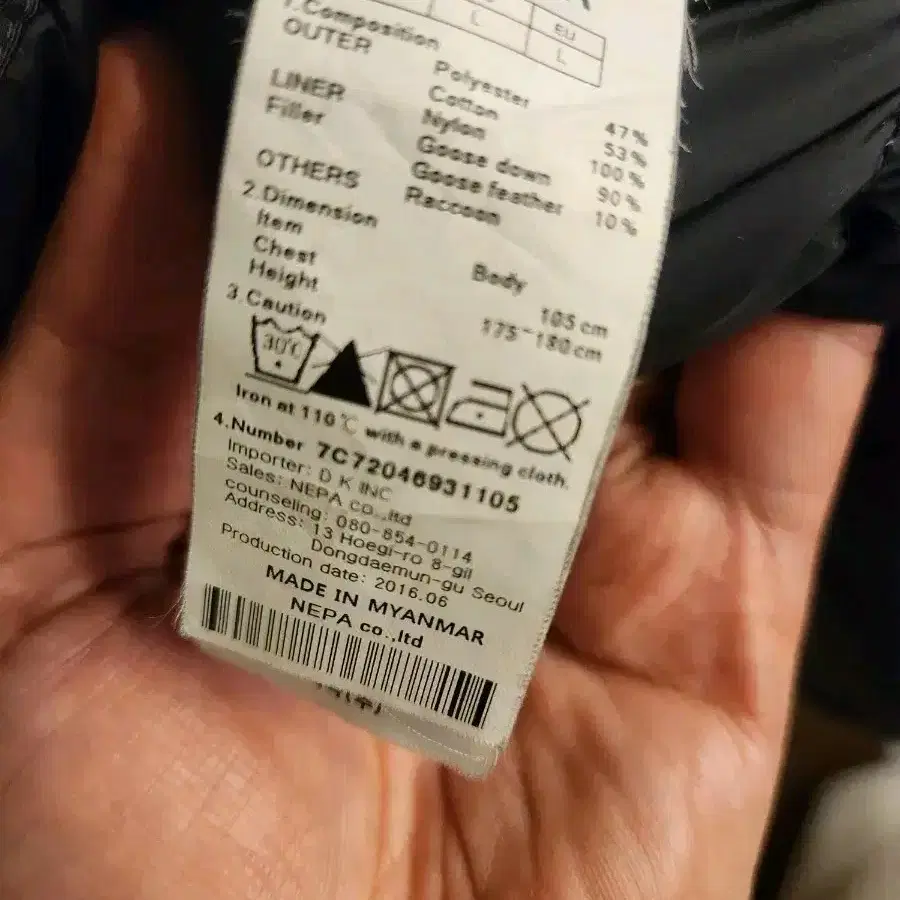 L EU
L
1.Composition
OUTER Polyester 47%
Cotton 53%
LINER Nylon 100%
Filler Goose down 90%
Goose feather 10%
OTHERS Raccoon
2.Dimension
Item Body
Chest 105 cm
Height 175~180cm
3.Caution
30℃
Iron at 110℃ with a pressing cloth.
4.Number 7C72046931105
Importer: D K INC
Sales: NEPA co.,ltd
counseling: 080-854-0114
Address: 13 Hoegi-ro 8-gil
Dongdaemun-gu Seoul
Production date: 2016.06
MADE IN MYANMAR
NEPA co.,ltd